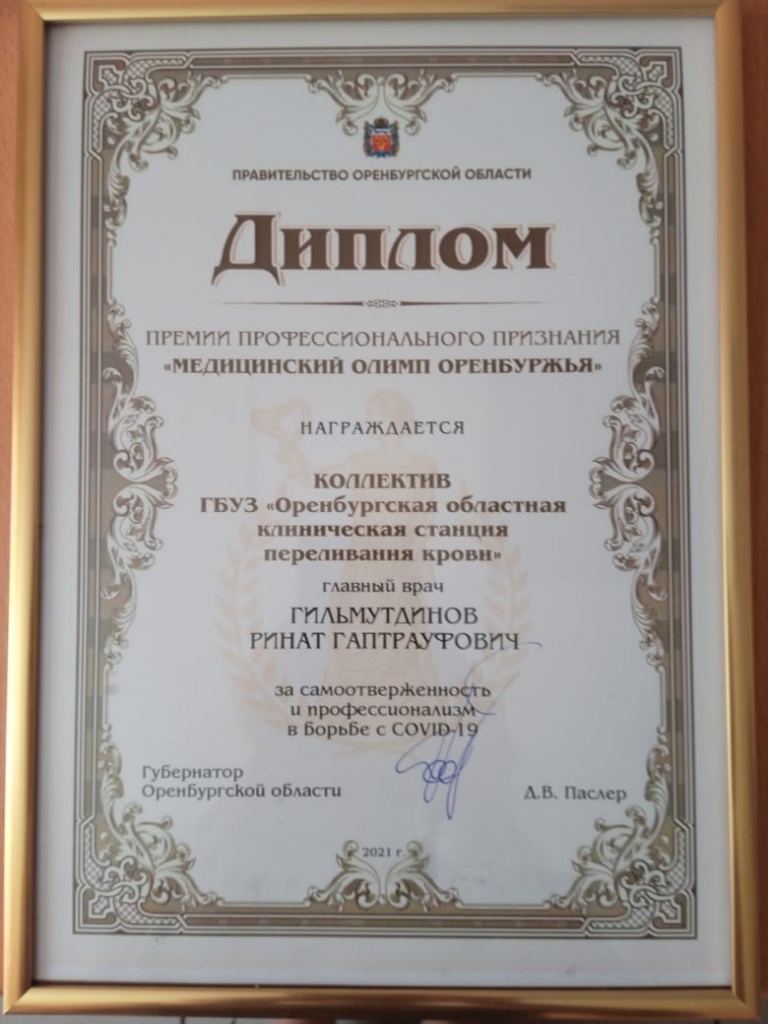 ПРАВИТЕЛЬСТВО ОРЕНБУРГСКОЙ ОБЛАСТИ
ДИПЛОМ
ПРЕМИИ ПРОФЕССИОНАЛЬНОГО ПРИЗНАНИЯ
«МЕДИЦИНСКИЙ ОЛИМП ОРЕНБУРЖЬЯ»
НАГРАЖДАЕТСЯ
КОЛЛЕКТИВ
ГБУЗ «Оренбургская областная
клиническая станция
переливания крови»
главный врач
ГИЛЬМУТДИНОВ
РИНАТ ГАПТРАУФОВИЧ
за самоотверженность
и профессионализм
в борьбе с COVID-19
Губернатор
Оренбургской области
Д.В. Паслер
2021 г